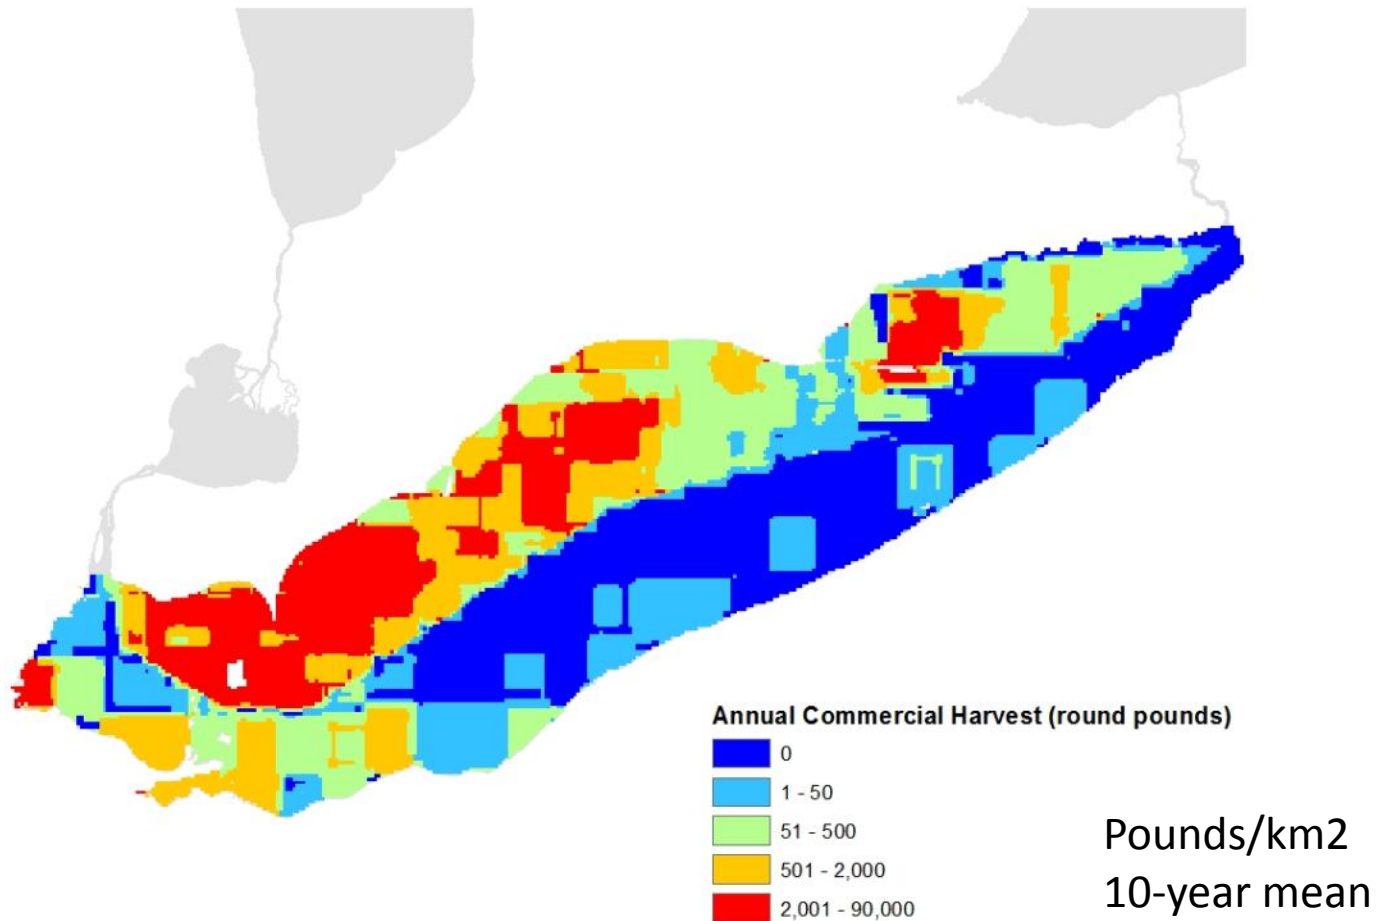 Annual Commercial Harvest (round pounds)
0
1 - 50
51 - 500
501 - 2,000
2,001 - 90,000
Pounds/km2
10-year mean